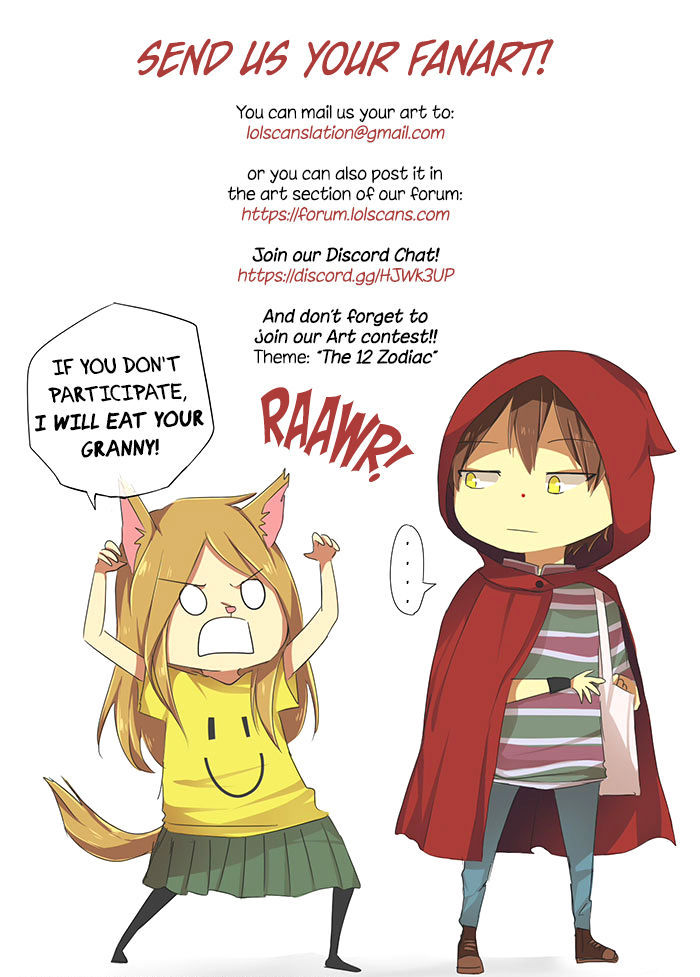 SEND US YOUR FANART!
You can mail us your art to:
lolscanslation@gmail.com
or you can also post it in
the art section of our forum:
https://forum.lolscans.com
Join our Discord Chat!
https://discord.gg/HJWk3UP
And don't forget to
join our Art contest!!
Theme: "The 12 Zodiac"
IF YOU DON'T
PARTICIPATE,
I WILL EAT YOUR
GRANNY!
RAAWR!
....